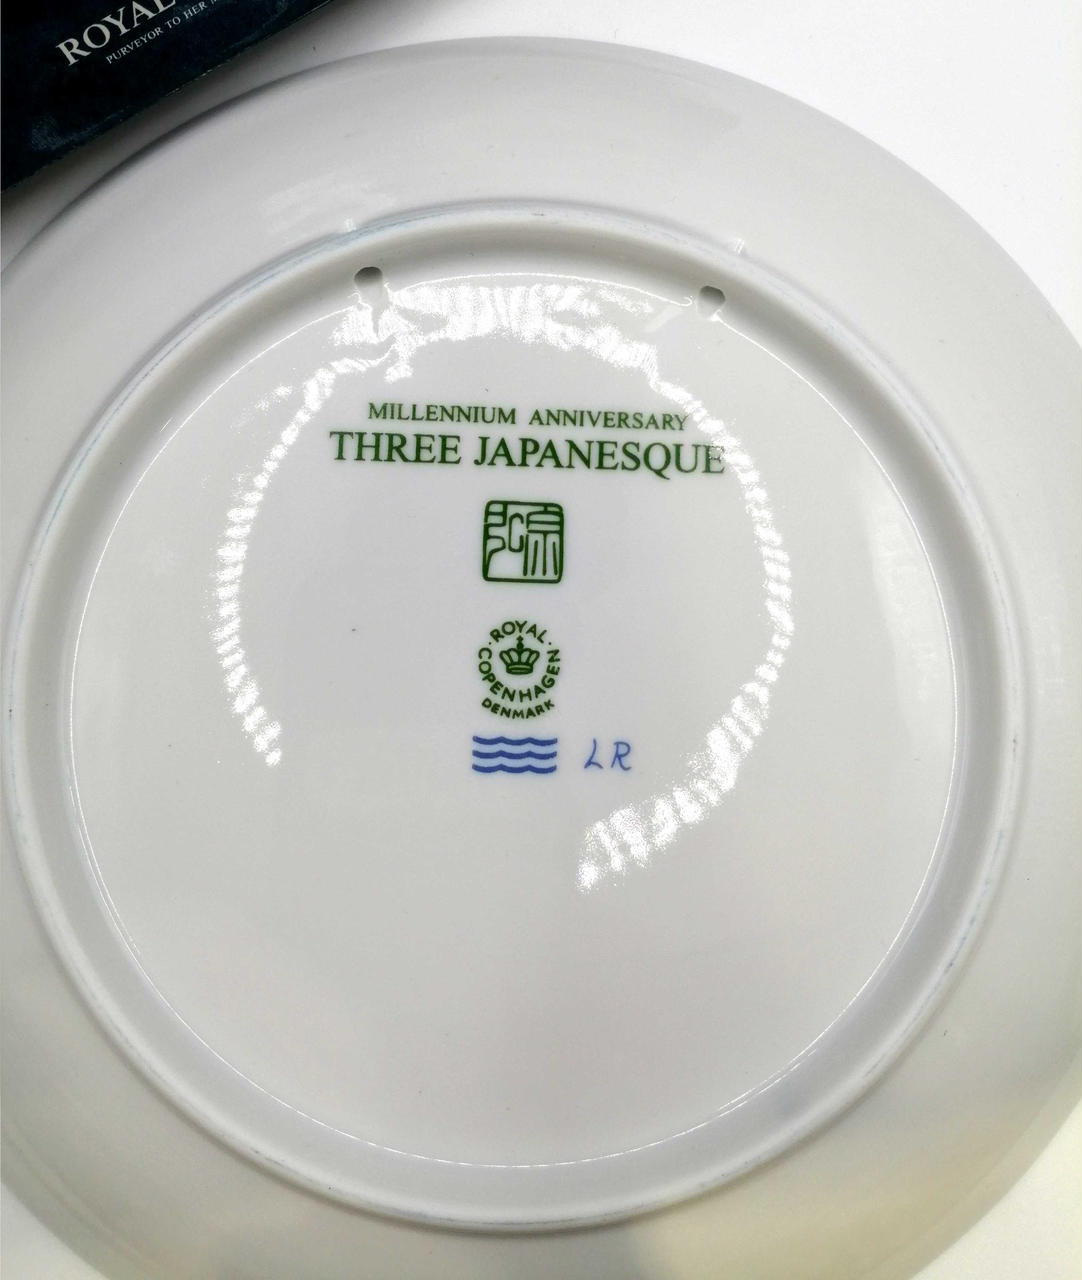 ROYAL
PURVEYOR TO HER
MILLENNIUM ANNIVERSARY
THREE JAPANESQUE
ROYAL
COPENHAGEN
DENMARK
LR